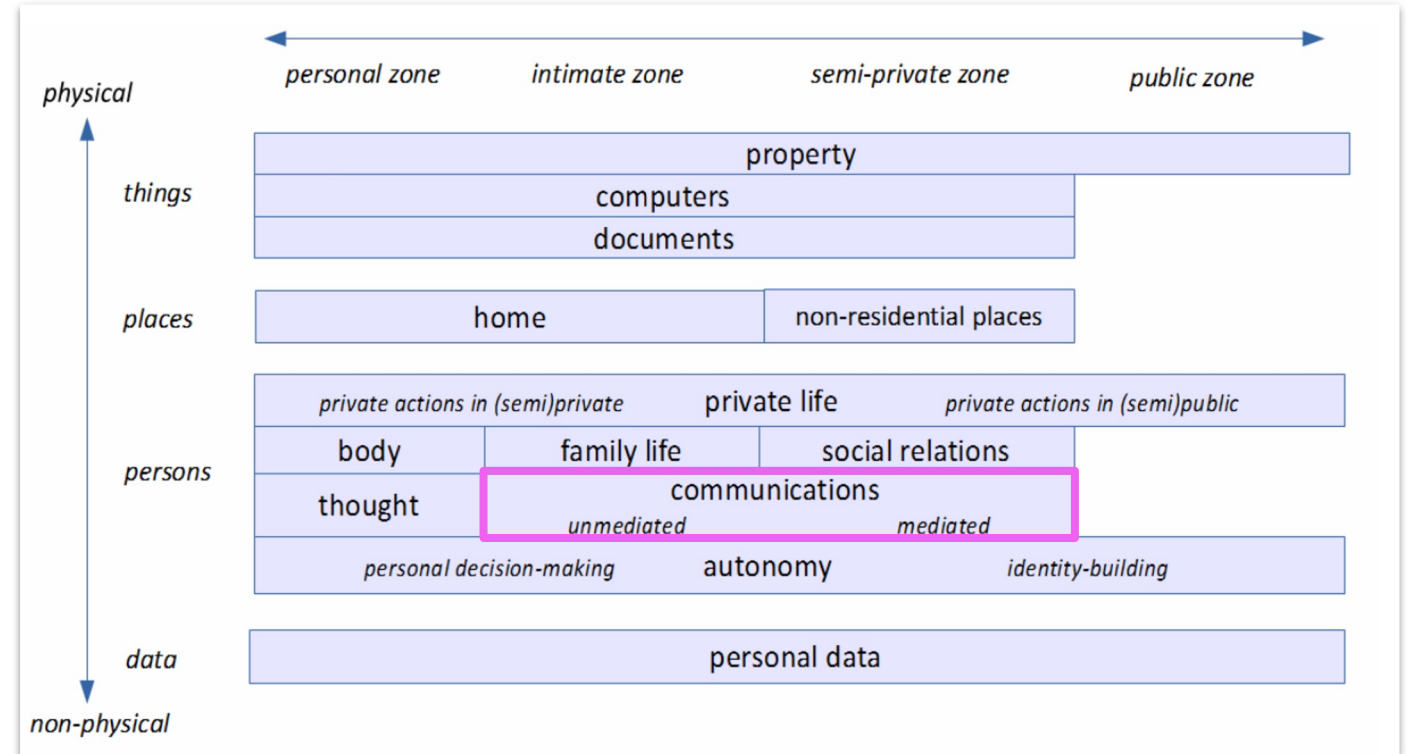 personal zone intimate zone semi-private zone public zone
physical
property
things
computers
documents
places
home
non-residential places
private actions in (semi)private private life private actions in (semi)public
body
family life
social relations
persons
thought
communications
unmediated mediated
personal decision-making autonomy identity-building
data
personal data
non-physical